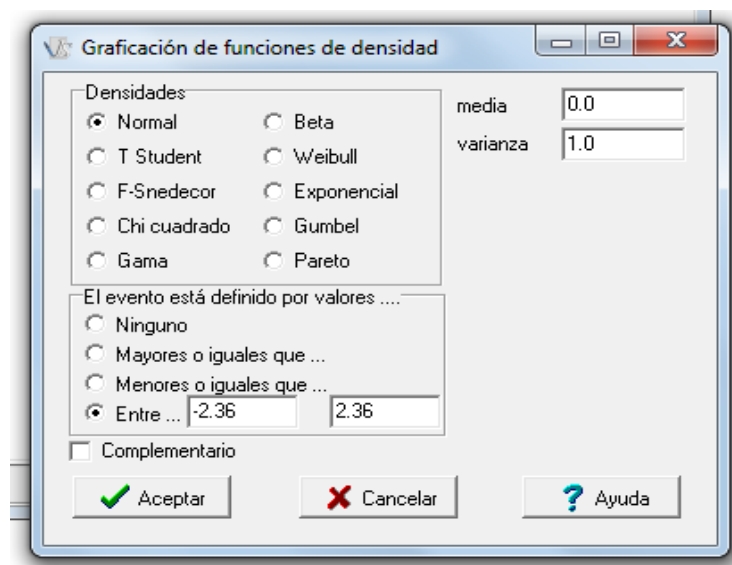 Graficación de funciones de densidad
Densidades
Normal
Beta
T Student
Weibull
F-Snedecor
Exponencial
Chi cuadrado
Gumbel
Gama
Pareto
media 0.0
varianza 1.0
El evento está definido por valores ....
Ninguno
Mayores o iguales que ...
Menores o iguales que ...
Entre ... -2.36 2.36
Complementario
Aceptar
Cancelar
Ayuda